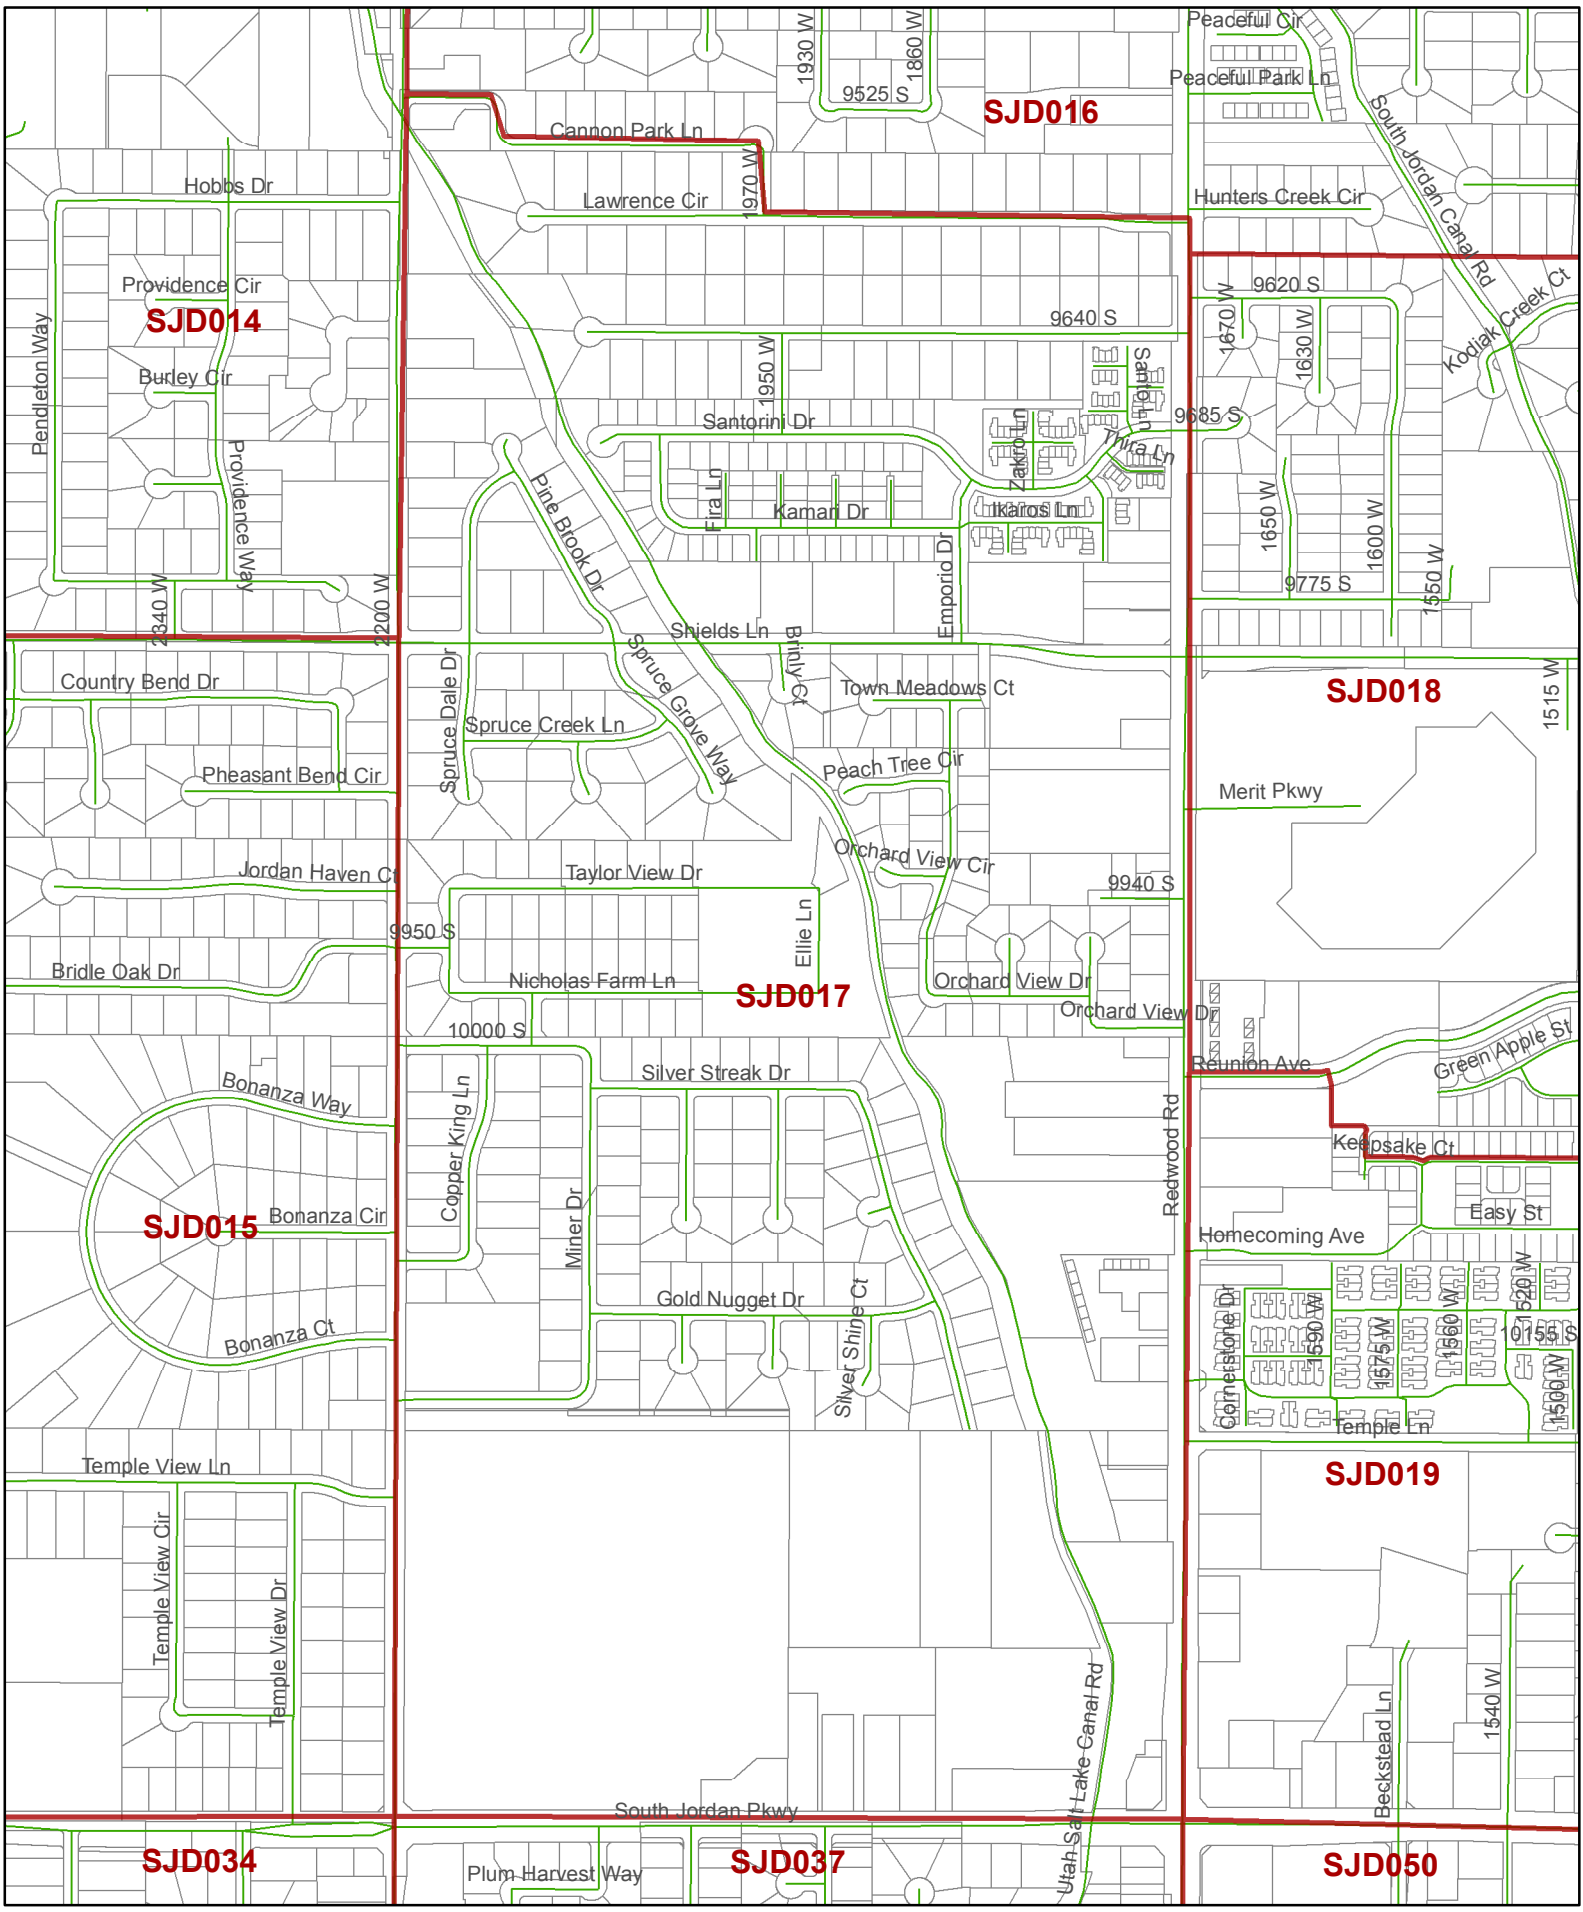 Peaceful Cir
1930 W
1860 W
Peaceful Park Ln
9525 S
SJD016
South Jordan Canal Rd
Cannon Park Ln
1970 W
Hobbs Dr
Lawrence Cir
Hunters Creek Cir
Providence Cir
SJD014
9620 S
Kodiak Creek Ct
1670 W
1630 W
9640 S
Pendleton Way
Burley Cir
1950 W
Santo Ln
Santorini Dr
9685 S
Zakro Ln
Thira Ln
Providence Way
Pine Brook Dr
Fira Ln
Kamari Dr
Ikaros Ln
1650 W
1600 W
1550 W
9775 S
2340 W
2200 W
Emporio Dr
Shields Ln
Brinly Ct
Spruce Grove Way
Country Bend Dr
Spruce Dale Dr
Town Meadows Ct
SJD018
1515 W
Spruce Creek Ln
Pheasant Bend Cir
Peach Tree Cir
Merit Pkwy
Orchard View Cir
Jordan Haven Ct
Taylor View Dr
9940 S
9950 S
Ellie Ln
Bridle Oak Dr
Nicholas Farm Ln
SJD017
Orchard View Dr
Orchard View Dr
10000 S
Green Apple St
Reunion Ave
Silver Streak Dr
Bonanza Way
Copper King Ln
Redwood Rd
Keepsake Ct
Miner Dr
SJD015
Bonanza Cir
Easy St
Homecoming Ave
Gold Nugget Dr
Silver Shine Ct
Bonanza Ct
Cornerstone Dr
1590 W
1575 W
1560 W
1520 W
10155 S
1500 W
Temple Ln
Temple View Ln
SJD019
Temple View Cir
Temple View Dr
Utah Salt Lake Canal Rd
Beckstead Ln
1540 W
South Jordan Pkwy
SJD034
Plum Harvest Way
SJD037
SJD050